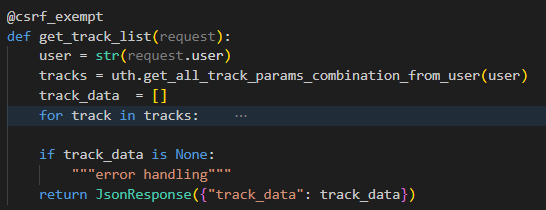 @csrf_exempt
def get_track_list(request):
    user = str(request.user)
    tracks = uth.get_all_track_params_combination_from_user(user)
    track_data  = []
    for track in tracks: ⋯
    if track_data is None:
        """error handling"""
    return JsonResponse({"track_data": track_data})